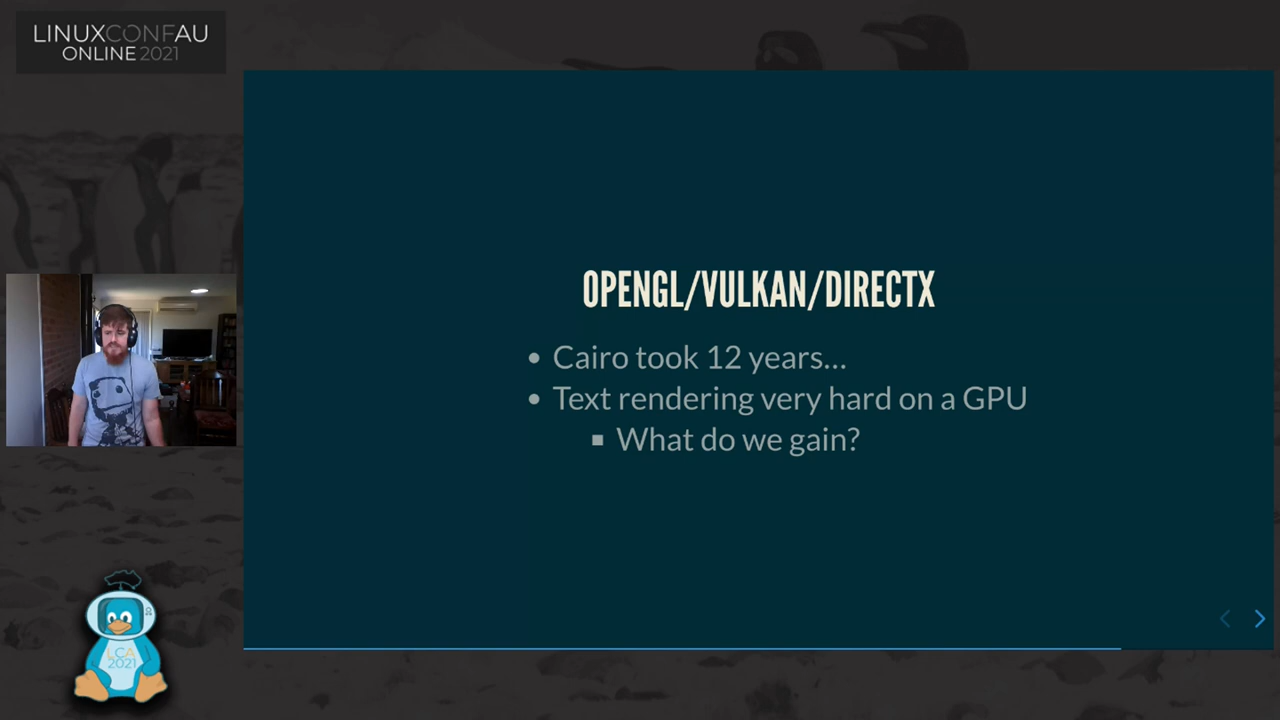 LINUXCONFAU
ONLINE 2021
OPENGL/VULKAN/DIRECTX
Cairo took 12 years...
Text rendering very hard on a GPU
What do we gain?
LCA
2021